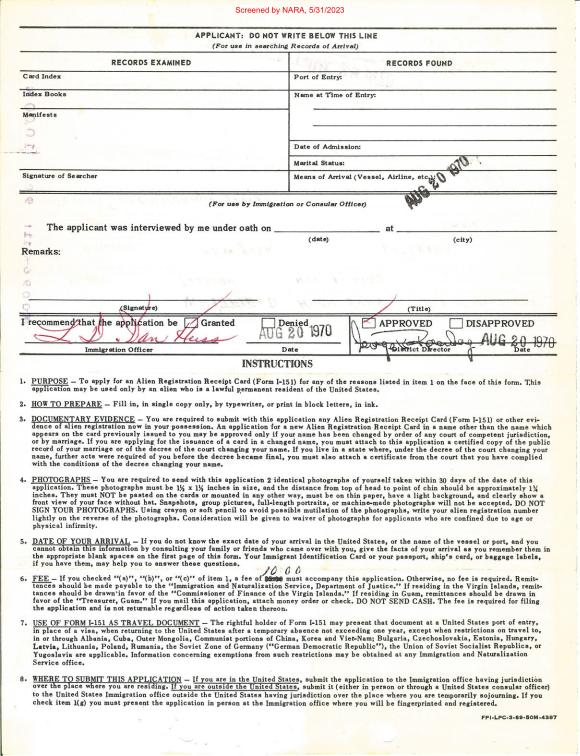 Screened by NARA, 5/31/2023
APPLICANT: DO NOT WRITE BELOW THIS LINE
(For use in searching Records of Arrival)
RECORDS EXAMINED
RECORDS FOUND
Card Index
Port of Entry:
Index Books
Name at Time of Entry:
Manifests
Date of Admission:
Marital Status:
Signature of Searcher
Means of Arrival (Vessel, Airline, etc.)
AUG 20 1970
(For use by Immigration or Consular Officer)
The applicant was interviewed by me under oath on at
(date) (city)
Remarks:
(Signature) (Title)
I recommend that the application be Granted Denied
AUG 20 1970
Immigration Officer Date
APPROVED DISAPPROVED
AUG 20 1970
District Director Date
INSTRUCTIONS
1. PURPOSE - To apply for an Alien Registration Receipt Card (Form I-151) for any of the reasons listed in item 1 on the face of this form. This
application may be used only by an alien who is a lawful permanent resident of the United States.
2. HOW TO PREPARE - Fill in, in single copy only, by typewriter, or print in block letters, in ink.
3. DOCUMENTARY EVIDENCE - You are required to submit with this application any Alien Registration Receipt Card (Form I-151) or other evi-
dence of alien registration now in your possession. An application for a new Alien Registration Card in a name other than the name which
appears on the card previously issued to you may be approved only if your name has been changed by order of any court of competent jurisdiction,
or by marriage. If you are applying for the issuance of a card in a changed name, you must attach to this application a certified copy of the public
record of your marriage or of the decree of the court changing your name. If you live in a state where, under the decree of the court changing your
name, further acts were required of you before the decree became final, you must also attach a certificate from the court that you have complied
with the conditions of the decree changing your name.
4. PHOTOGRAPHS - You are required to send with this application 2 identical photographs of yourself taken within 30 days of the date of this
application. These photographs must be 1½ x 1½ inches in size, and the distance from top of head to point of chin should be approximately 1¼
inches. They must NOT be pasted on the cards or mounted in any other way, must be on thin paper, have a light background, and clearly show a
front view of your face without hat. Snapshots, group pictures, full-length portraits, or machine-made photographs will not be accepted. DO NOT
SIGN YOUR PHOTOGRAPHS. Using crayon or soft pencil to avoid possible mutilation of the photographs, write your alien registration number
lightly on the reverse of the photographs. Consideration will be given to waiver of photographs for applicants who are confined due to age or
physical infirmity.
5. DATE OF YOUR ARRIVAL - If you do not know the exact date of your arrival in the United States, or the name of the vessel or port, and you
cannot obtain this information by consulting your family or friends who came over with you, give the facts of your arrival as you remember them in
the appropriate blank spaces on the first page of this form. Your Immigrant Identification Card or your passport, ship's card, or baggage labels,
if you have them, may help you to answer these questions.
10.00
6. FEE - If you checked "(a)", "(b)", or "(c)" of item 1, a fee of must accompany this application. Otherwise, no fee is required. Remit-
tances should be made payable to the "Immigration and Naturalization Service, Department of Justice." If residing in the Virgin Islands, remit-
tances should be drawn in favor of the "Commissioner of Finance of the Virgin Islands." If residing in Guam, remittances should be drawn in
favor of the "Treasurer, Guam." If you mail this application, attach money order or check. DO NOT SEND CASH. The fee is required for filing
the application and is not returnable regardless of action taken thereon.
7. USE OF FORM I-151 AS TRAVEL DOCUMENT - The rightful holder of Form I-151 may present that document at a United States port of entry,
in place of a visa, when returning to the United States after a temporary absence not exceeding one year, except when restrictions on travel to,
in or through Albania, Cuba, Outer Mongolia, Communist portions of China, Korea and Viet-Nam; Bulgaria, Czechoslovakia, Estonia, Hungary,
Latvia, Lithuania, Poland, Rumania, the Soviet Zone of Germany ("German Democratic Republic"), the Union of Soviet Socialist Republics, or
Yugoslavia are applicable. Information concerning exemptions from such restrictions may be obtained at any Immigration and Naturalization
Service office.
8. WHERE TO SUBMIT THIS APPLICATION - If you are in the United States, submit the application to the Immigration office having jurisdiction
over the place where you are residing. If you are outside the United States, submit it (either in person or through a United States consular officer)
to the United States Immigration office outside the United States having jurisdiction over the place where you are temporarily sojourning. If you
check item 1(g) you must present the application in person at the Immigration office where you will be fingerprinted and registered.
FPI-LPC-3-69-50M-4397